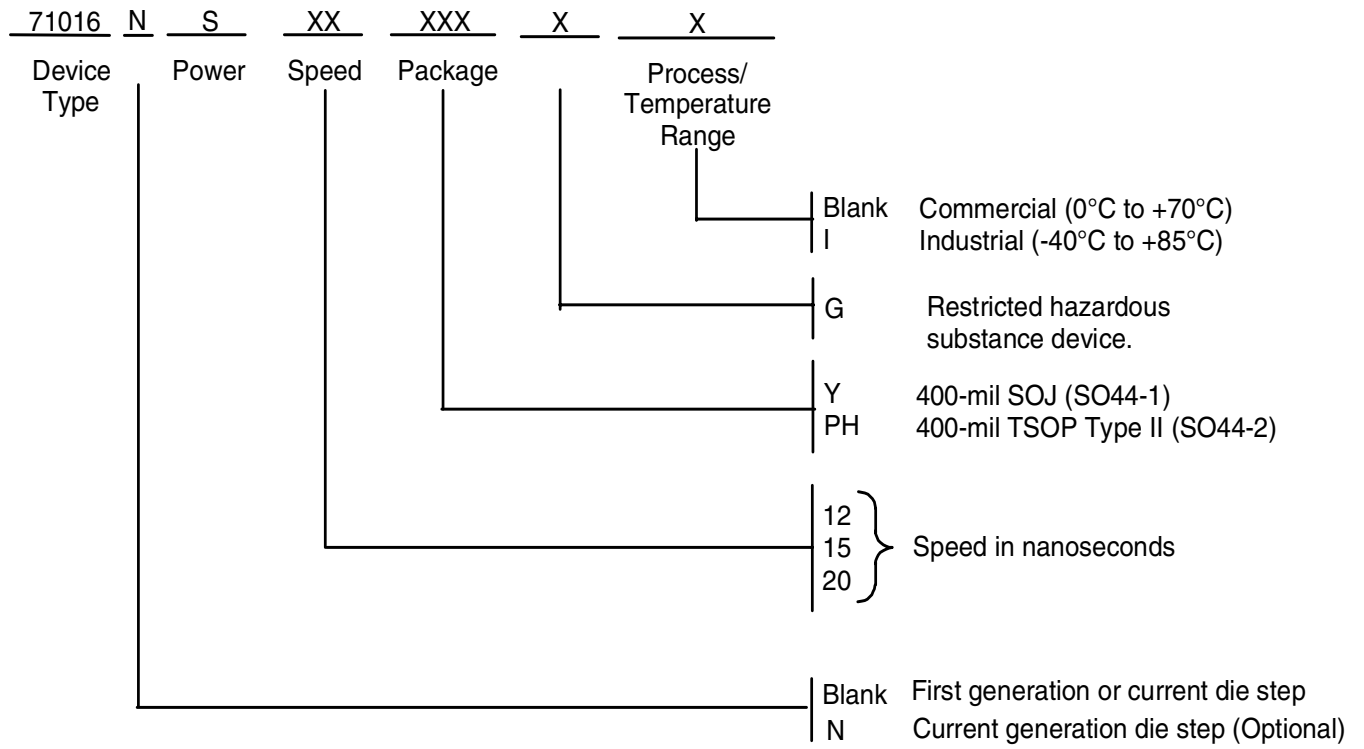 71016 N S XX XXX X X
Device Type
Power
Speed
Package
Process/
Temperature
Range
Blank Commercial (0°C to +70°C)
I Industrial (-40°C to +85°C)
G Restricted hazardous
substance device.
Y 400-mil SOJ (SO44-1)
PH 400-mil TSOP Type II (SO44-2)
12
15 Speed in nanoseconds
20
Blank First generation or current die step
N Current generation die step (Optional)